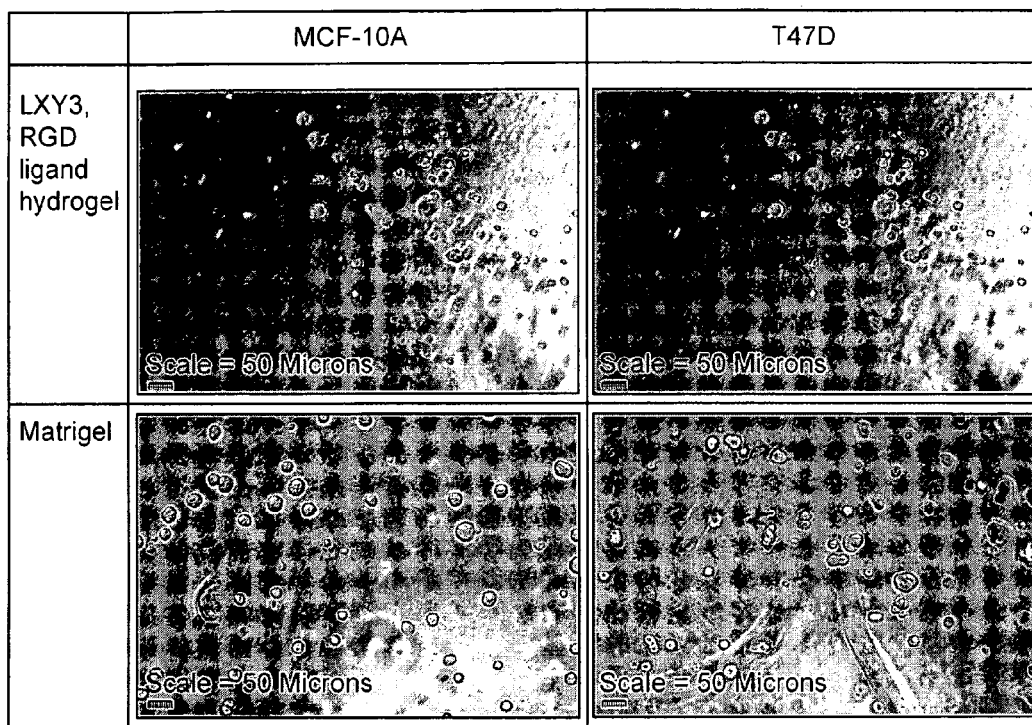 MCF-10A
T47D
LXY3,
RGD
ligand
hydrogel
Scale = 50 Microns
Scale = 50 Microns
Matrigel
Scale = 50 Microns
Scale = 50 Microns